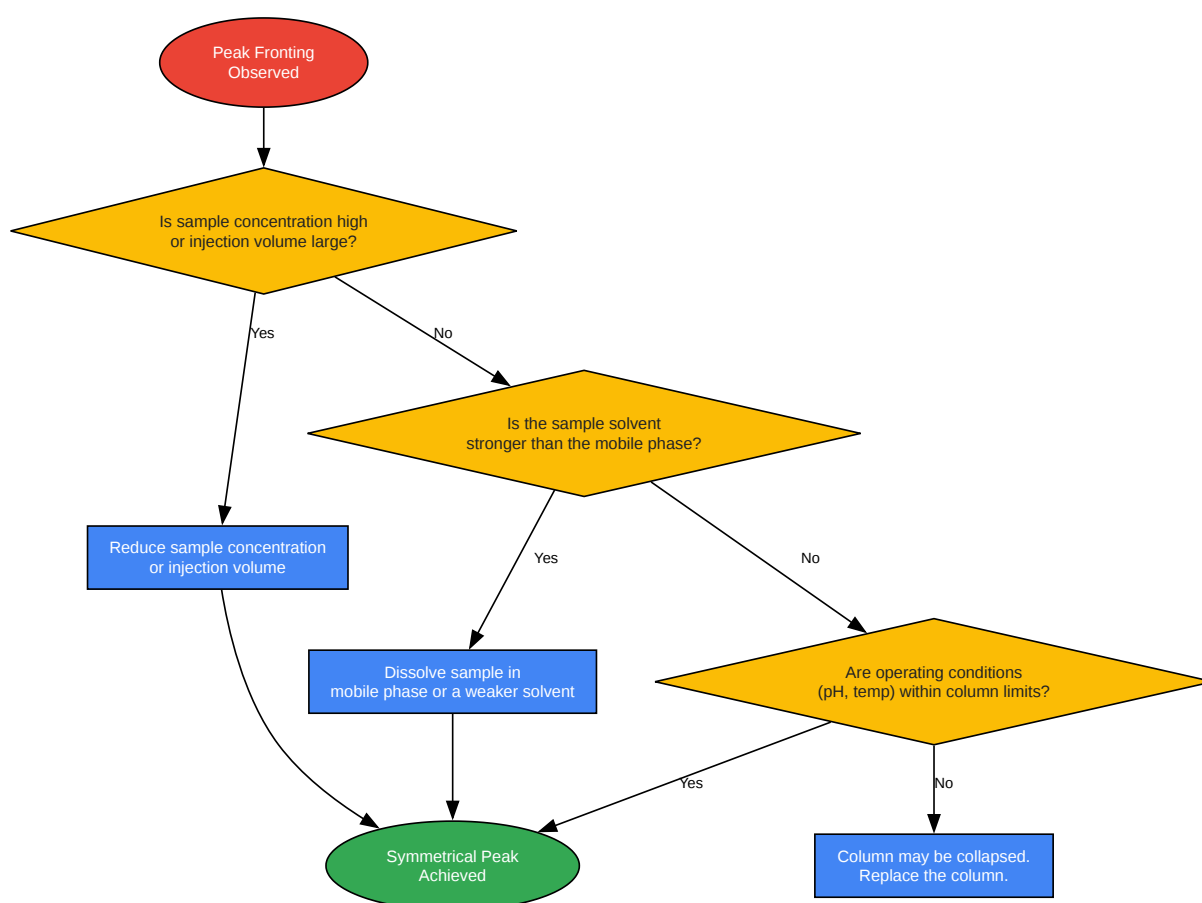 Peak Fronting
Observed
Is sample concentration high
or injection volume large?
Yes
No
Is the sample solvent
stronger than the mobile phase?
Reduce sample concentration
or injection volume
Yes
No
Dissolve sample in
mobile phase or a weaker solvent
Are operating conditions
(pH, temp) within column limits?
Yes
No
Symmetrical Peak
Achieved
Column may be collapsed.
Replace the column.